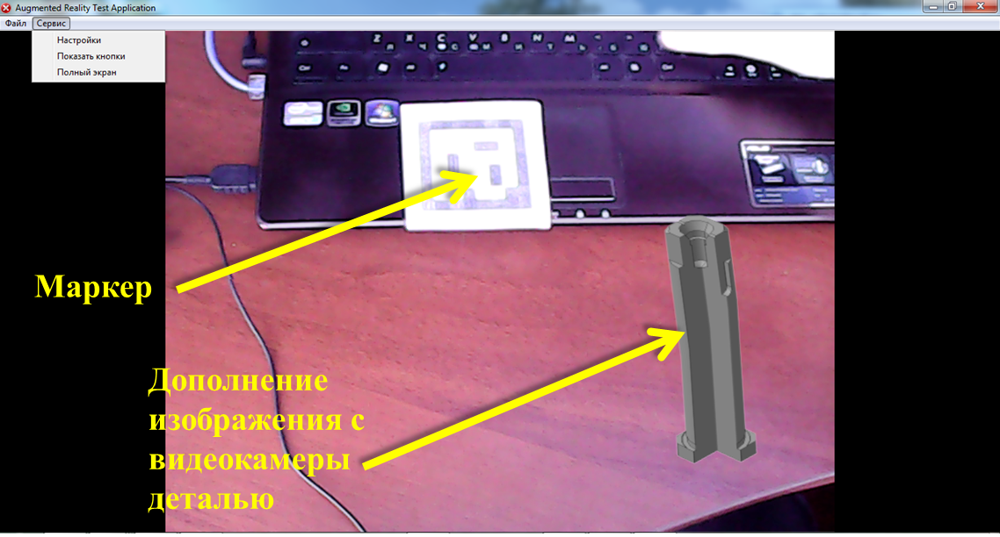 Augmented Reality Test Application
Файл Сервис
Настройки
Показать кнопки
Полный экран
Z X C V B N M
Маркер
Дополнение
изображения с
видеокамеры
деталью